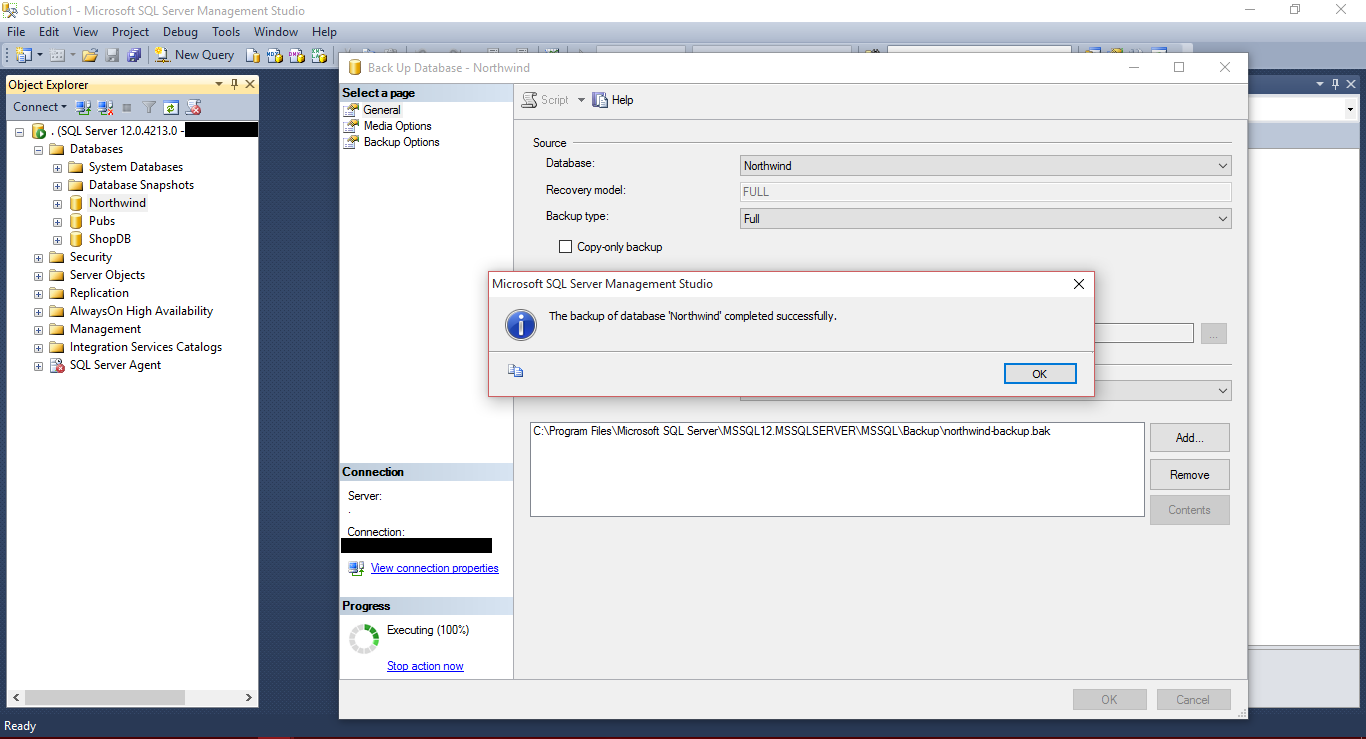 Solution1 - Microsoft SQL Server Management Studio
File Edit View Project Debug Tools Window Help
New Query
Object Explorer
Connect
. (SQL Server 12.0.4213.0 -
Databases
System Databases
Database Snapshots
Northwind
Pubs
ShopDB
Security
Server Objects
Replication
AlwaysOn High Availability
Management
Integration Services Catalogs
SQL Server Agent
Back Up Database - Northwind
Select a page
General
Media Options
Backup Options
Connection
Server:
.
Connection:
View connection properties
Progress
Executing (100%)
Stop action now
Script Help
Source
Database: Northwind
Recovery model: FULL
Backup type: Full
Copy-only backup
...
Microsoft SQL Server Management Studio
The backup of database 'Northwind' completed successfully.
OK
C:\Program Files\Microsoft SQL Server\MSSQL12.MSSQLSERVER\MSSQL\Backup\northwind-backup.bak
Add...
Remove
Contents
OK Cancel
Ready